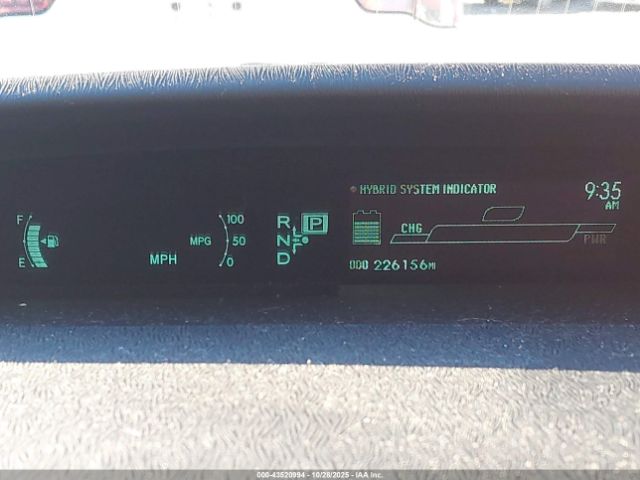 HYBRID SYSTEM INDICATOR
9:35
AM
F
E
MPG
100
50
0
MPH
R
N
D
P
CHG
PWR
ODO 226156MI
000-43520994 | 10/28/2025 - IAA Inc.